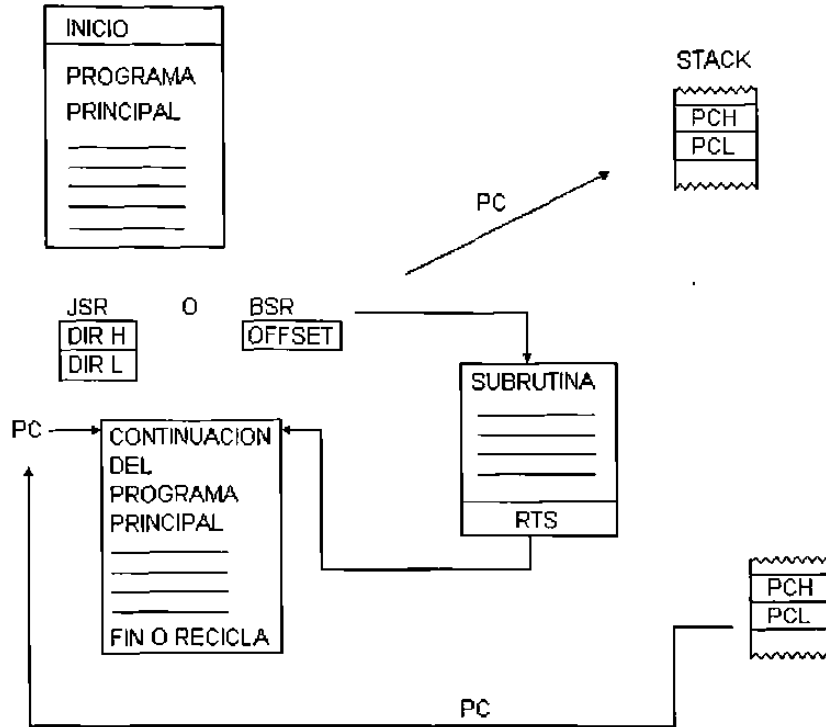 INICIO
PROGRAMA
PRINCIPAL
STACK
PCH
PCL
PC
JSR O BSR
DIR H
DIR L
OFFSET
SUBRUTINA
RTS
PC
CONTINUACION
DEL
PROGRAMA
PRINCIPAL
FIN O RECICLA
PCH
PCL
PC